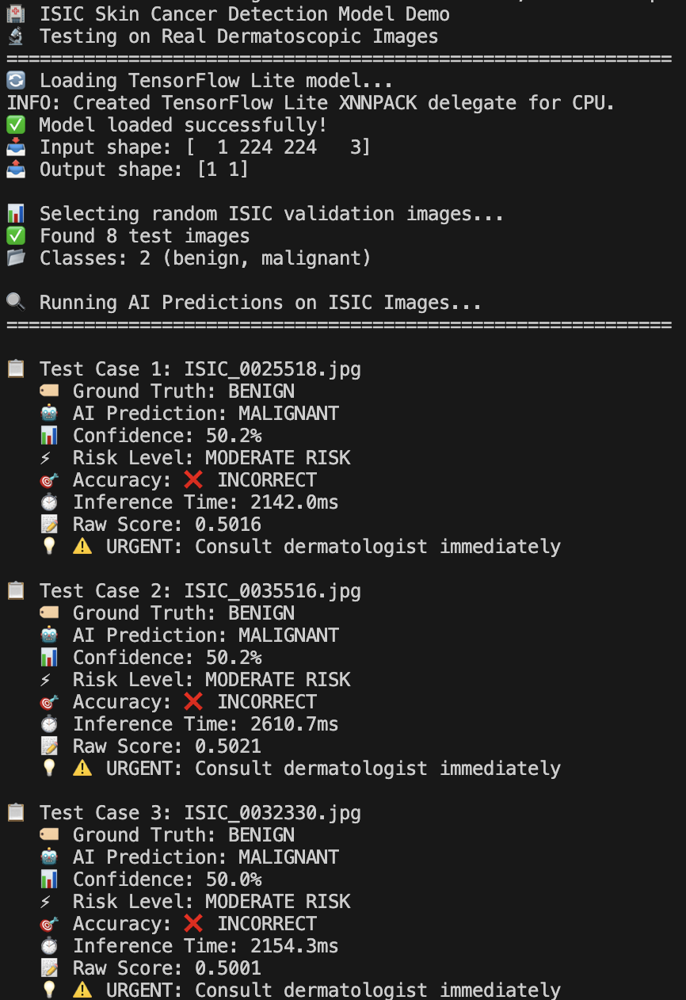 🏥 ISIC Skin Cancer Detection Model Demo
🔬 Testing on Real Dermatoscopic Images
============================================================
🔄 Loading TensorFlow Lite model...
INFO: Created TensorFlow Lite XNNPACK delegate for CPU.
✅ Model loaded successfully!
📥 Input shape: [  1 224 224   3]
📤 Output shape: [1 1]
📊 Selecting random ISIC validation images...
✅ Found 8 test images
📂 Classes: 2 (benign, malignant)
🔍 Running AI Predictions on ISIC Images...
============================================================
📋 Test Case 1: ISIC_0025518.jpg
🏷️ Ground Truth: BENIGN
🤖 AI Prediction: MALIGNANT
📊 Confidence: 50.2%
⚡ Risk Level: MODERATE RISK
🎯 Accuracy: ❌ INCORRECT
⏱️ Inference Time: 2142.0ms
📝 Raw Score: 0.5016
💡 ⚠️ URGENT: Consult dermatologist immediately
📋 Test Case 2: ISIC_0035516.jpg
🏷️ Ground Truth: BENIGN
🤖 AI Prediction: MALIGNANT
📊 Confidence: 50.2%
⚡ Risk Level: MODERATE RISK
🎯 Accuracy: ❌ INCORRECT
⏱️ Inference Time: 2610.7ms
📝 Raw Score: 0.5021
💡 ⚠️ URGENT: Consult dermatologist immediately
📋 Test Case 3: ISIC_0032330.jpg
🏷️ Ground Truth: BENIGN
🤖 AI Prediction: MALIGNANT
📊 Confidence: 50.0%
⚡ Risk Level: MODERATE RISK
🎯 Accuracy: ❌ INCORRECT
⏱️ Inference Time: 2154.3ms
📝 Raw Score: 0.5001
💡 ⚠️ URGENT: Consult dermatologist immediately